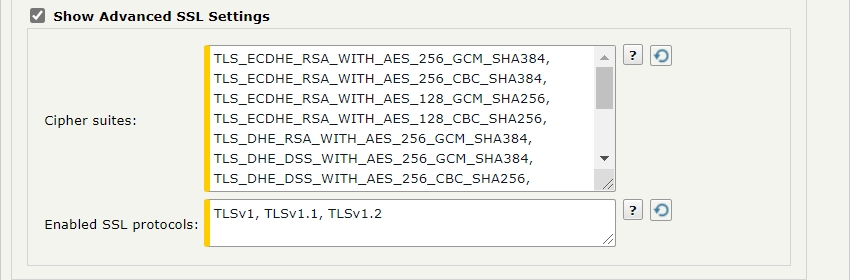 Show Advanced SSL Settings
Cipher suites:
TLS_ECDHE_RSA_WITH_AES_256_GCM_SHA384,
TLS_ECDHE_RSA_WITH_AES_256_CBC_SHA384,
TLS_ECDHE_RSA_WITH_AES_128_GCM_SHA256,
TLS_ECDHE_RSA_WITH_AES_128_CBC_SHA256,
TLS_DHE_RSA_WITH_AES_256_GCM_SHA384,
TLS_DHE_DSS_WITH_AES_256_GCM_SHA384,
TLS_DHE_DSS_WITH_AES_256_CBC_SHA256,
?
Enabled SSL protocols:
TLSv1, TLSv1.1, TLSv1.2
?